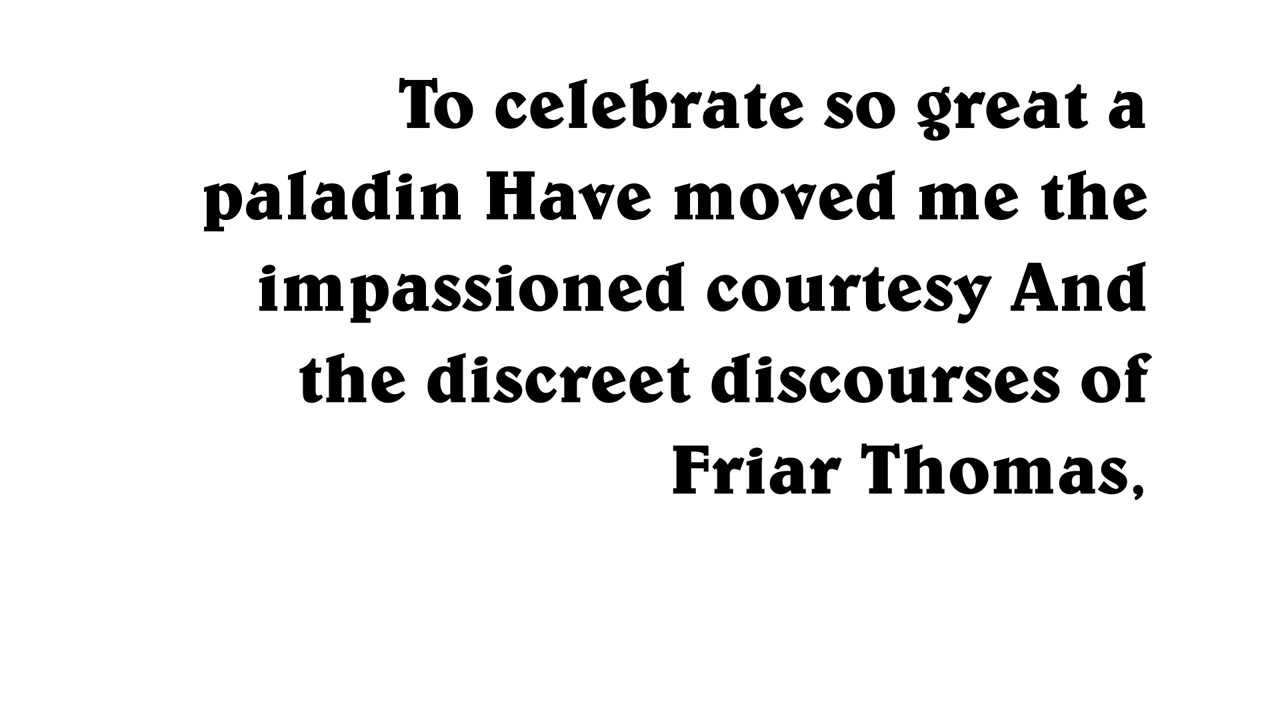 To celebrate so great a
paladin Have moved me the
impassioned courtesy And
the discreet discourses of
Friar Thomas,